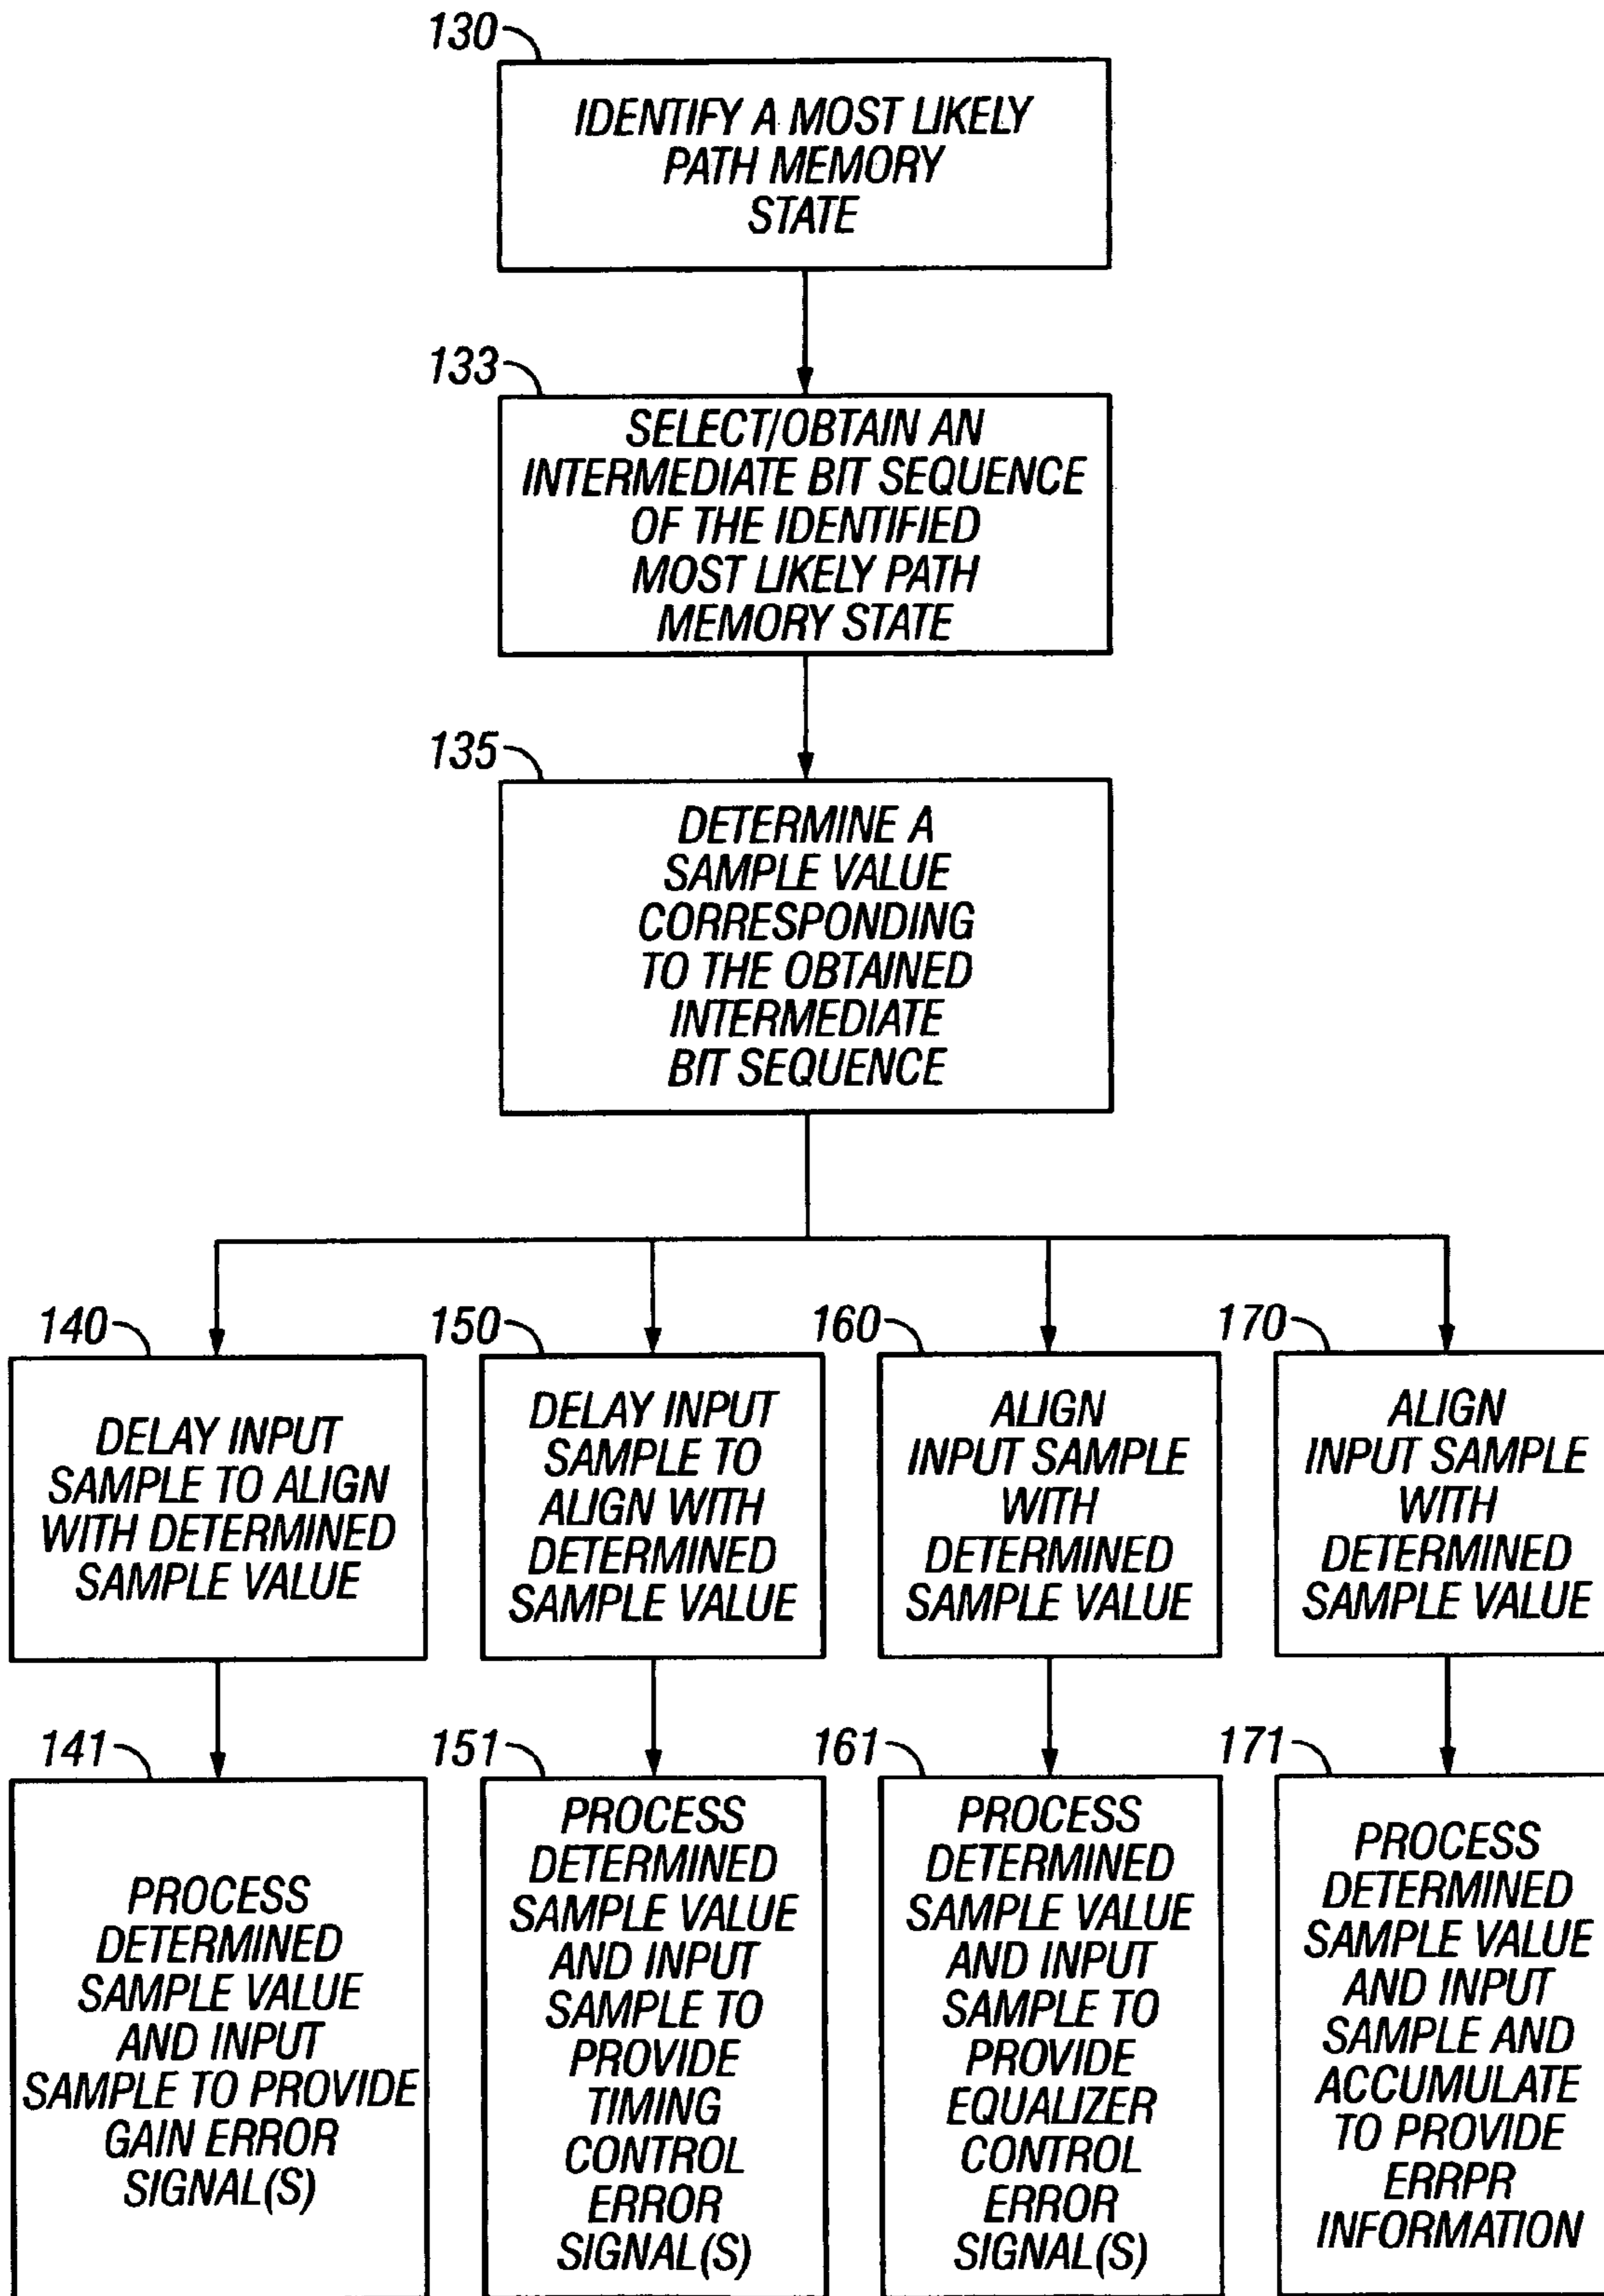 130
IDENTIFY A MOST LIKELY
PATH MEMORY
STATE
133
SELECT/OBTAIN AN
INTERMEDIATE BIT SEQUENCE
OF THE IDENTIFIED
MOST LIKELY PATH
MEMORY STATE
135
DETERMINE A
SAMPLE VALUE
CORRESPONDING
TO THE OBTAINED
INTERMEDIATE
BIT SEQUENCE
140
DELAY INPUT
SAMPLE TO ALIGN
WITH DETERMINED
SAMPLE VALUE
150
DELAY INPUT
SAMPLE TO
ALIGN WITH
DETERMINED
SAMPLE VALUE
160
ALIGN
INPUT SAMPLE
WITH
DETERMINED
SAMPLE VALUE
170
ALIGN
INPUT SAMPLE
WITH
DETERMINED
SAMPLE VALUE
141
PROCESS
DETERMINED
SAMPLE VALUE
AND INPUT
SAMPLE TO PROVIDE
GAIN ERROR
SIGNAL(S)
151
PROCESS
DETERMINED
SAMPLE VALUE
AND INPUT
SAMPLE TO
PROVIDE
TIMING
CONTROL
ERROR
SIGNAL(S)
161
PROCESS
DETERMINED
SAMPLE VALUE
AND INPUT
SAMPLE TO
PROVIDE
EQUALIZER
CONTROL
ERROR
SIGNAL(S)
171
PROCESS
DETERMINED
SAMPLE VALUE
AND INPUT
SAMPLE AND
ACCUMULATE
TO PROVIDE
ERRPR
INFORMATION